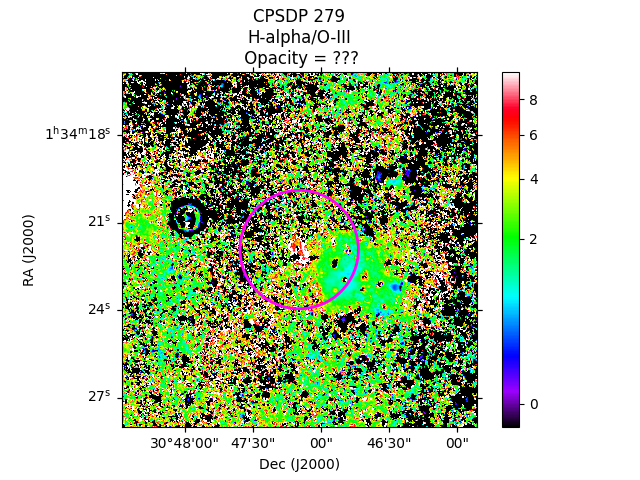 CPSDP 279
H-alpha/O-III
Opacity = ???
8
6
4
2
0
1h34m18s
21s
24s
27s
RA (J2000)
30°48'00" 47'30" 00" 46'30" 00"
Dec (J2000)